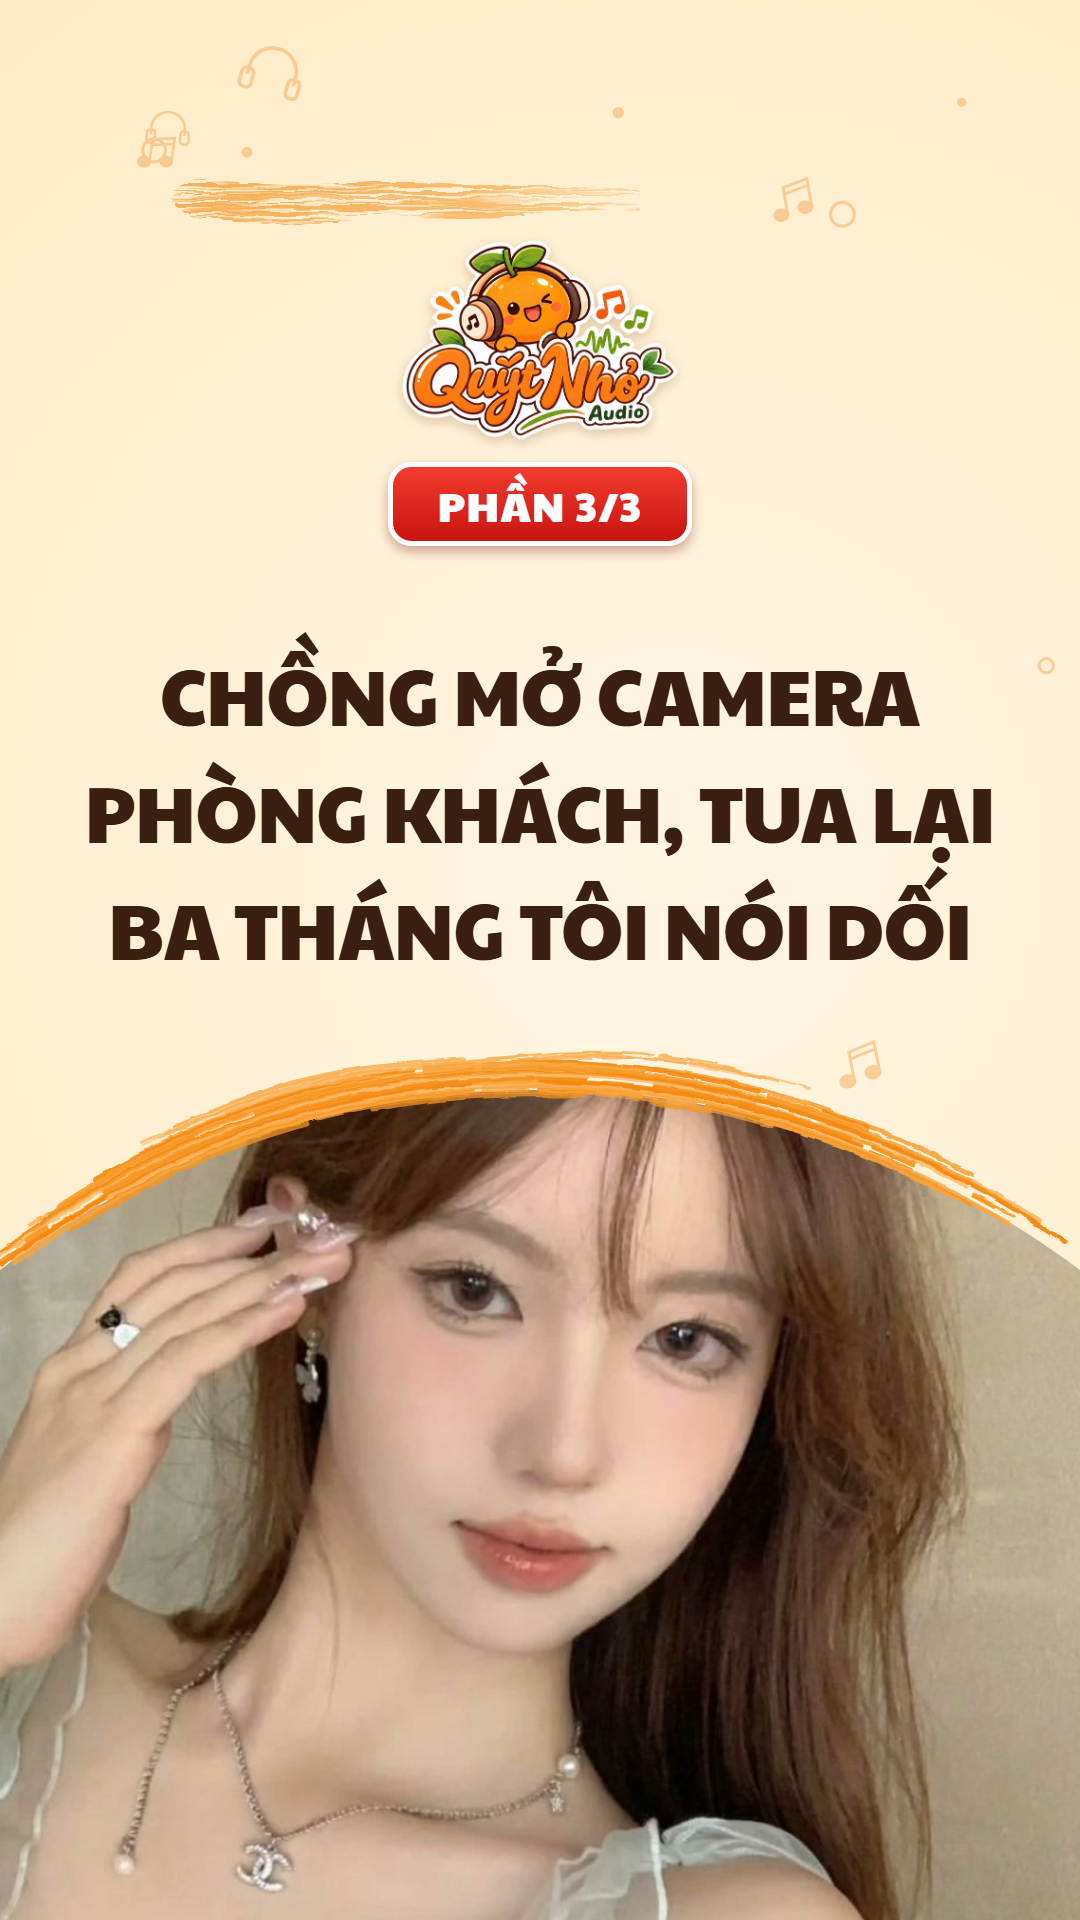 Quýt Nhỏ
Audio
PHẦN 3/3
CHỒNG MỞ CAMERA
PHÒNG KHÁCH, TUA LẠI
BA THÁNG TÔI NÓI DỐI